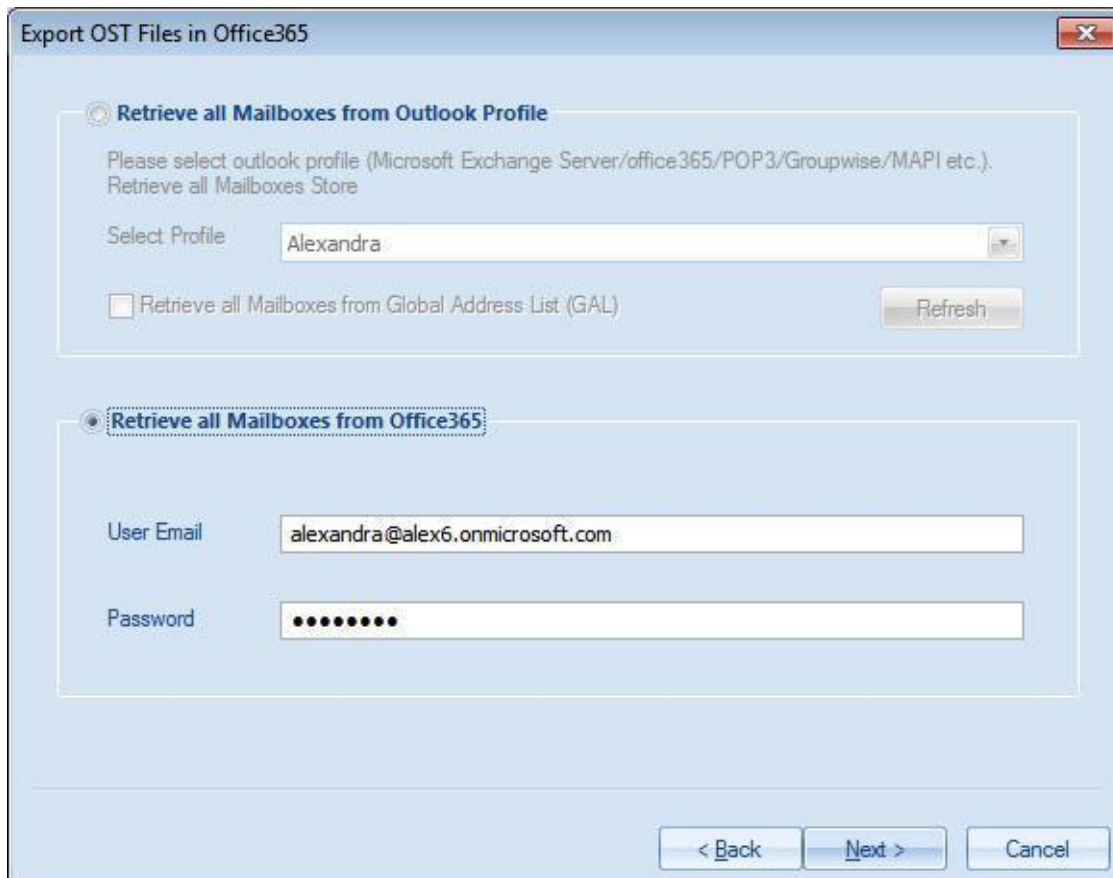 Export OST Files in Office365
Retrieve all Mailboxes from Outlook Profile
Please select outlook profile (Microsoft Exchange Server/office365/POP3/Groupwise/MAPI etc.).
Retrieve all Mailboxes Store
Select Profile
Alexandra
Retrieve all Mailboxes from Global Address List (GAL)
Refresh
Retrieve all Mailboxes from Office365
User Email
alexandra@alex6.onmicrosoft.com
Password
●●●●●●●●
< Back
Next >
Cancel